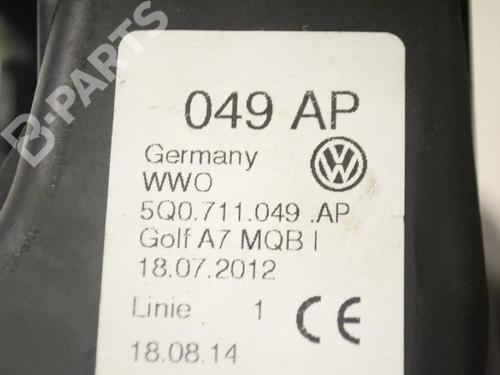 B-PARTS
049 AP
Germany
WWO
5Q0.711.049 .AP
Golf A7 MQB I
18.07.2012
Linie 1
CE
18.08.14